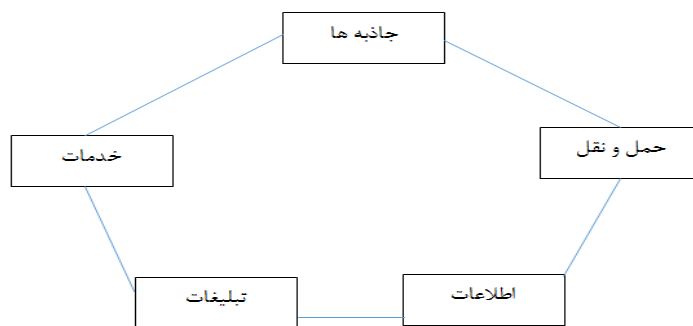 جاذبه ها
حمل و نقل
خدمات
اطلاعات
تبلیغات